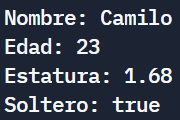 Nombre: Camilo
Edad: 23
Estatura: 1.68
Soltero: true